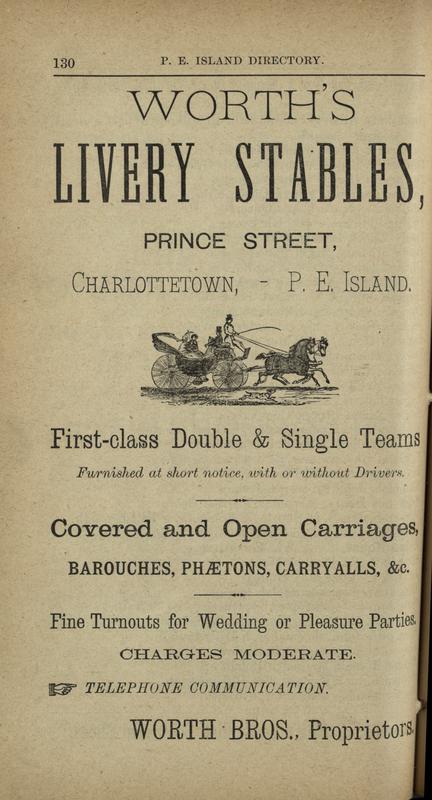 130 P. E. ISLAND DIRECTORY.
WORTH'S
LIVERY STABLES,
PRINCE STREET,
CHARLOTTETOWN, - P. E. ISLAND.
First-class Double & Single Teams
Furnished at short notice, with or without Drivers.
Covered and Open Carriages,
BAROUCHES, PHÆTONS, CARRYALLS, &c.
Fine Turnouts for Wedding or Pleasure Parties.
CHARGES MODERATE.
☞ TELEPHONE COMMUNICATION.
WORTH BROS., Proprietors.